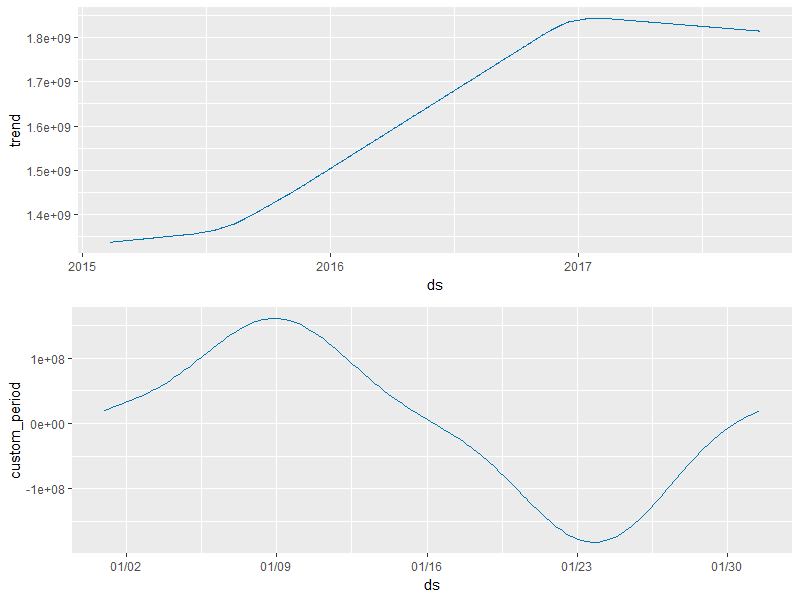 1.8e+09
1.7e+09
1.6e+09
1.5e+09
1.4e+09
trend
2015 2016 2017
ds
1e+08
0e+00
-1e+08
custom_period
01/02 01/09 01/16 01/23 01/30
ds